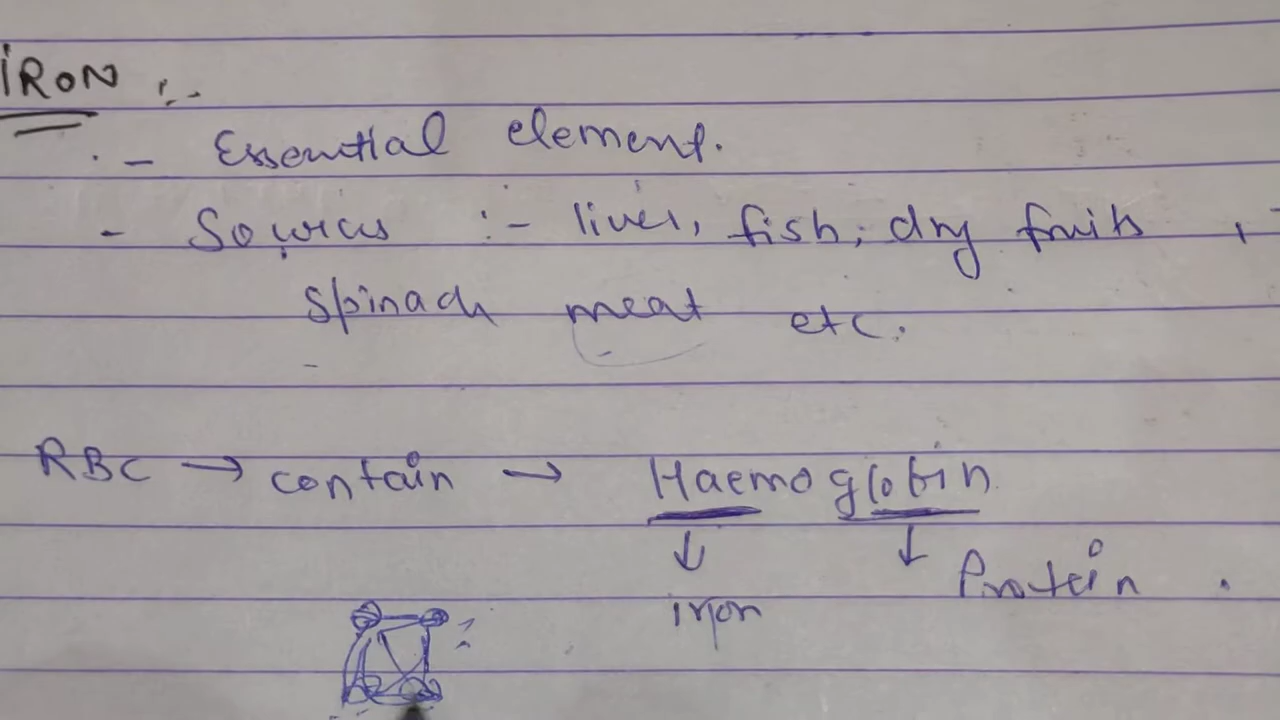 IRON :-
- Essential element.
- Sources :- liver, fish, dry fruits,
Spinach meat etc.
RBC → contain → Haemoglobin
↓ ↓
iron Protein.